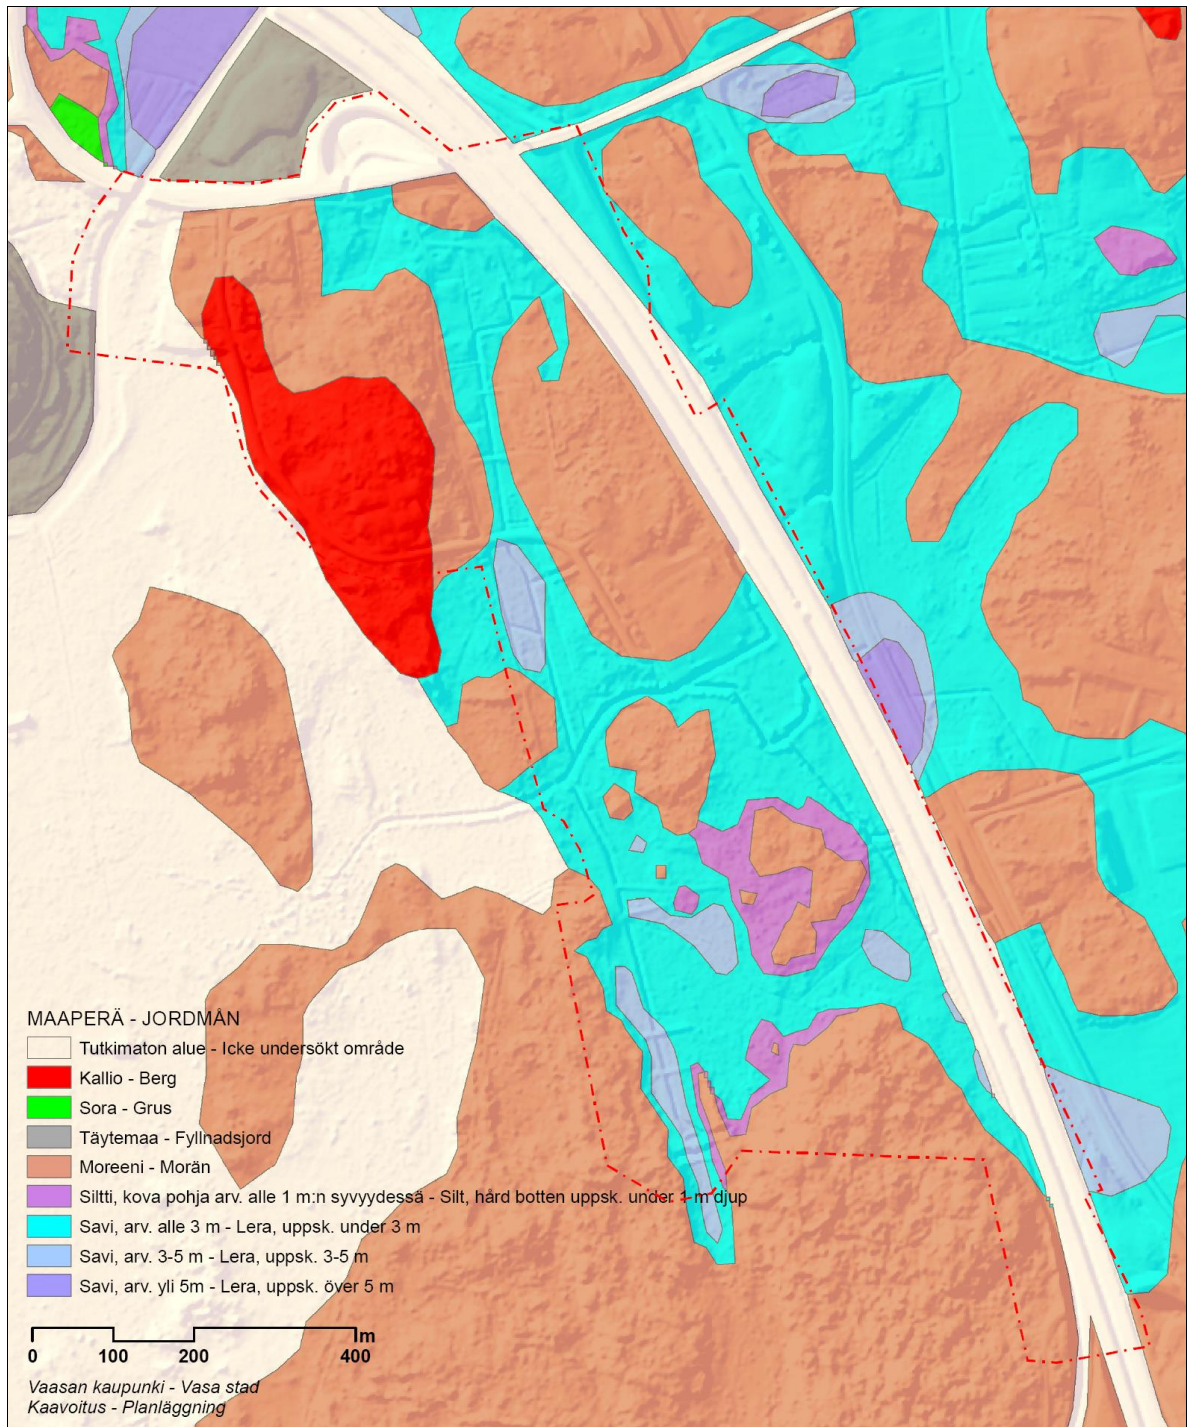 MAAPERÄ - JORDMÅN
Tutkimaton alue - Icke undersökt område
Kallio - Berg
Sora - Grus
Täytemaa - Fyllnadsjord
Moreeni - Morän
Siltti, kova pohja arv. alle 1 m:n syvyydessä - Silt, hård botten uppsk. under 1 m djup
Savi, arv. alle 3 m - Lera, uppsk. under 3 m
Savi, arv. 3-5 m - Lera, uppsk. 3-5 m
Savi, arv. yli 5m - Lera, uppsk. över 5 m
m
0 100 200 400
Vaasan kaupunki - Vasa stad
Kaavoitus - Planläggning